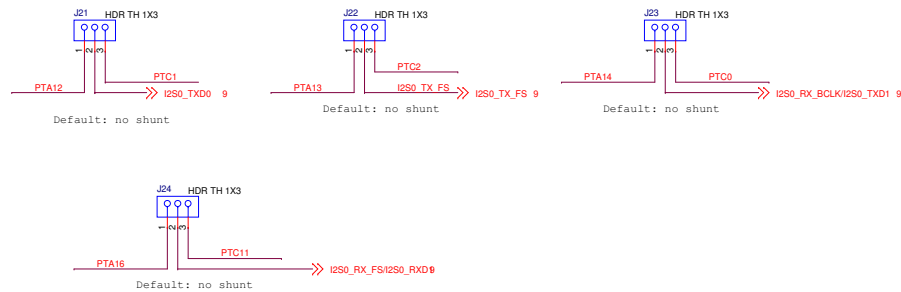 J21 HDR TH 1X3
1 2 3
PTC1
PTA12
I2S0_TXD0 9
Default: no shunt
J22 HDR TH 1X3
1 2 3
PTC2
PTA13
I2S0_TX_FS
I2S0_TX_FS 9
Default: no shunt
J23 HDR TH 1X3
1 2 3
PTA14
PTC0
I2S0_RX_BCLK/I2S0_TXD1 9
Default: no shunt
J24 HDR TH 1X3
1 2 3
PTC11
PTA16
I2S0_RX_FS/I2S0_RXD1 9
Default: no shunt